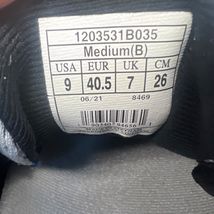 1203531B035
Medium(B)
USA EUR UK CM
9 40.5 7 26
06/21 8469